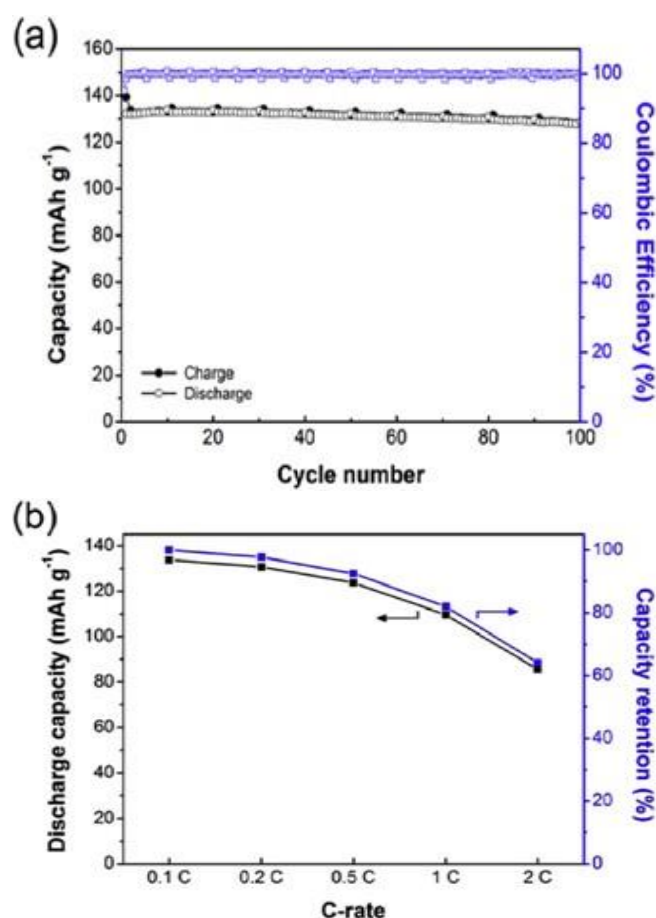 (a)
160
140
120
100
80
60
40
20
0
Capacity (mAh g⁻¹)
100
80
60
40
20
0
Coulombic Efficiency (%)
Charge
Discharge
0 20 40 60 80 100
Cycle number
(b)
140
120
100
80
60
40
20
0
Discharge capacity (mAh g⁻¹)
100
80
60
40
20
0
Capacity retention (%)
0.1 C 0.2 C 0.5 C 1 C 2 C
C-rate